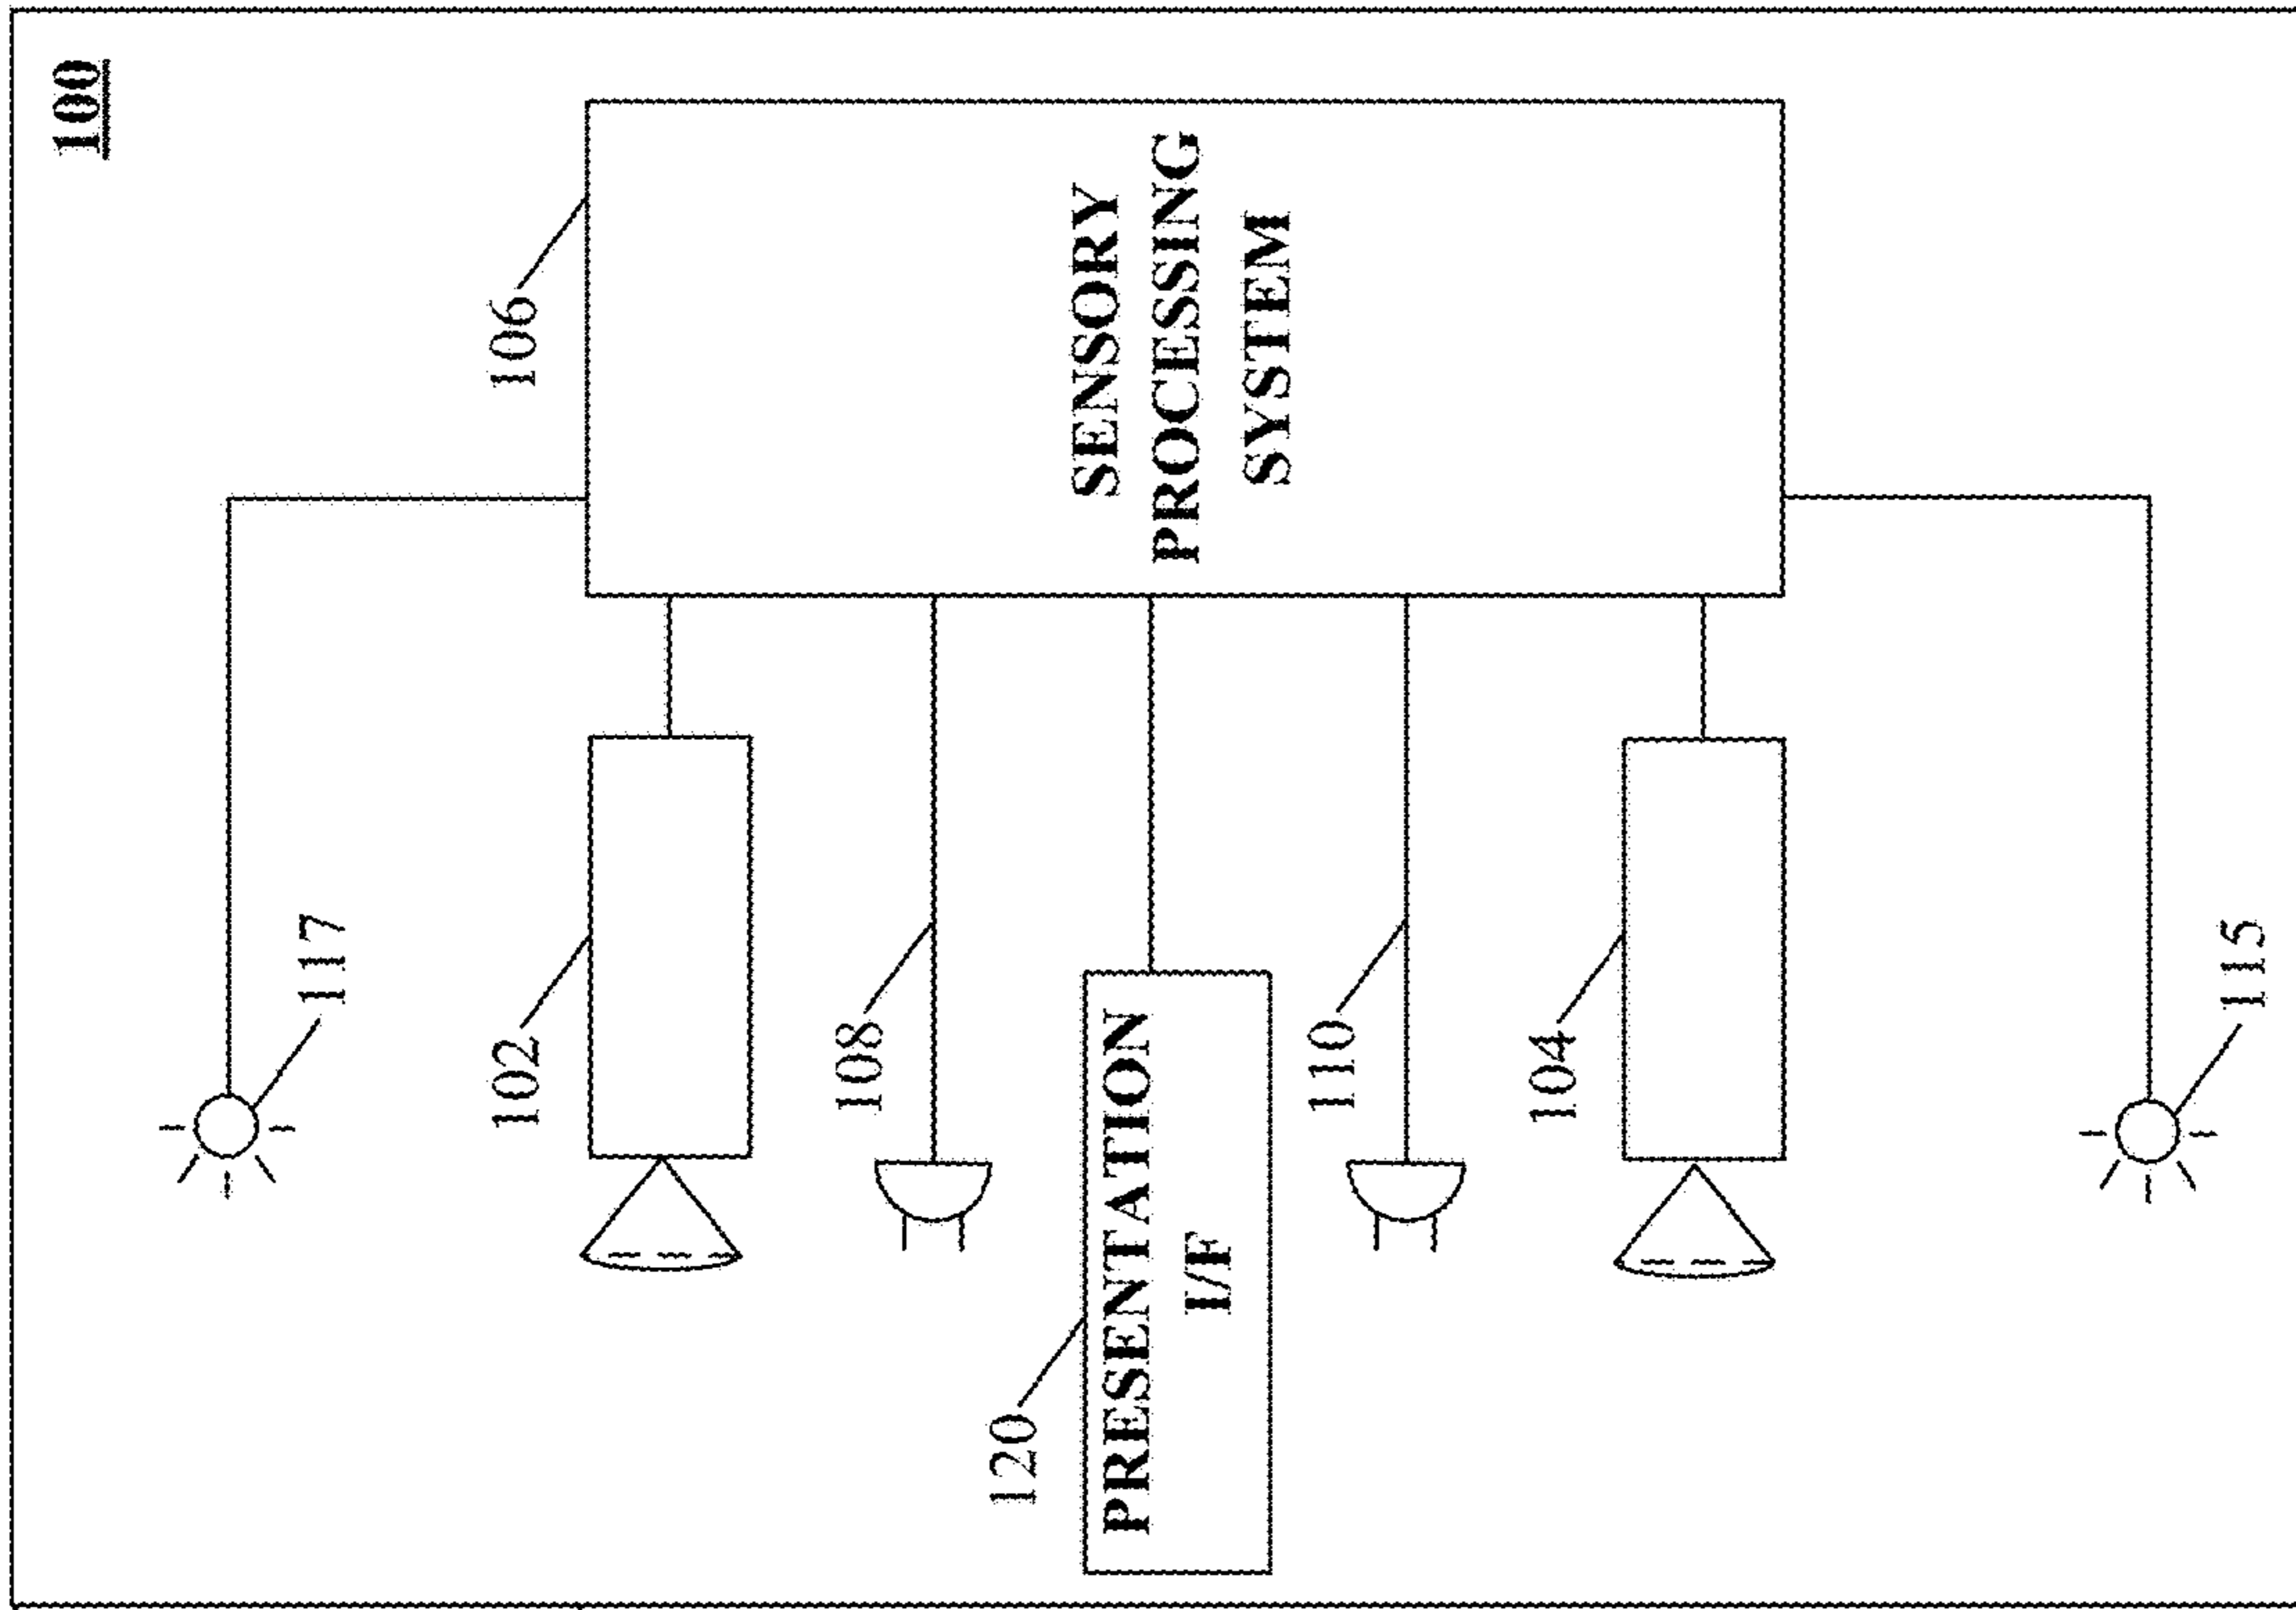 100
106
SENSORY
PROCESSING
SYSTEM
117
102
108
120
PRESENTATION
I/F
110
104
115